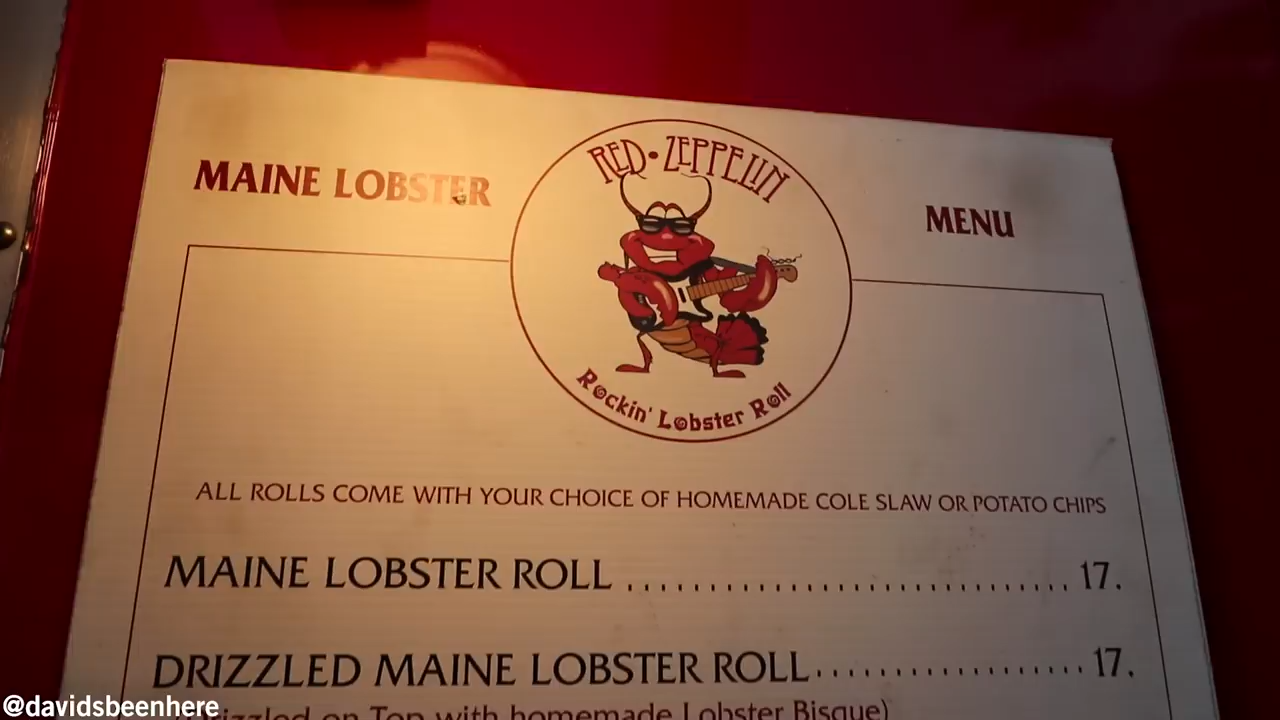 RED·ZEPPELIN
MAINE LOBSTER
MENU
Rockin' Lobster Roll
ALL ROLLS COME WITH YOUR CHOICE OF HOMEMADE COLE SLAW OR POTATO CHIPS
MAINE LOBSTER ROLL ................................ 17.
DRIZZLED MAINE LOBSTER ROLL ................... 17.
on Top with homemade Lobster Bisque)
@davidsbeenhere